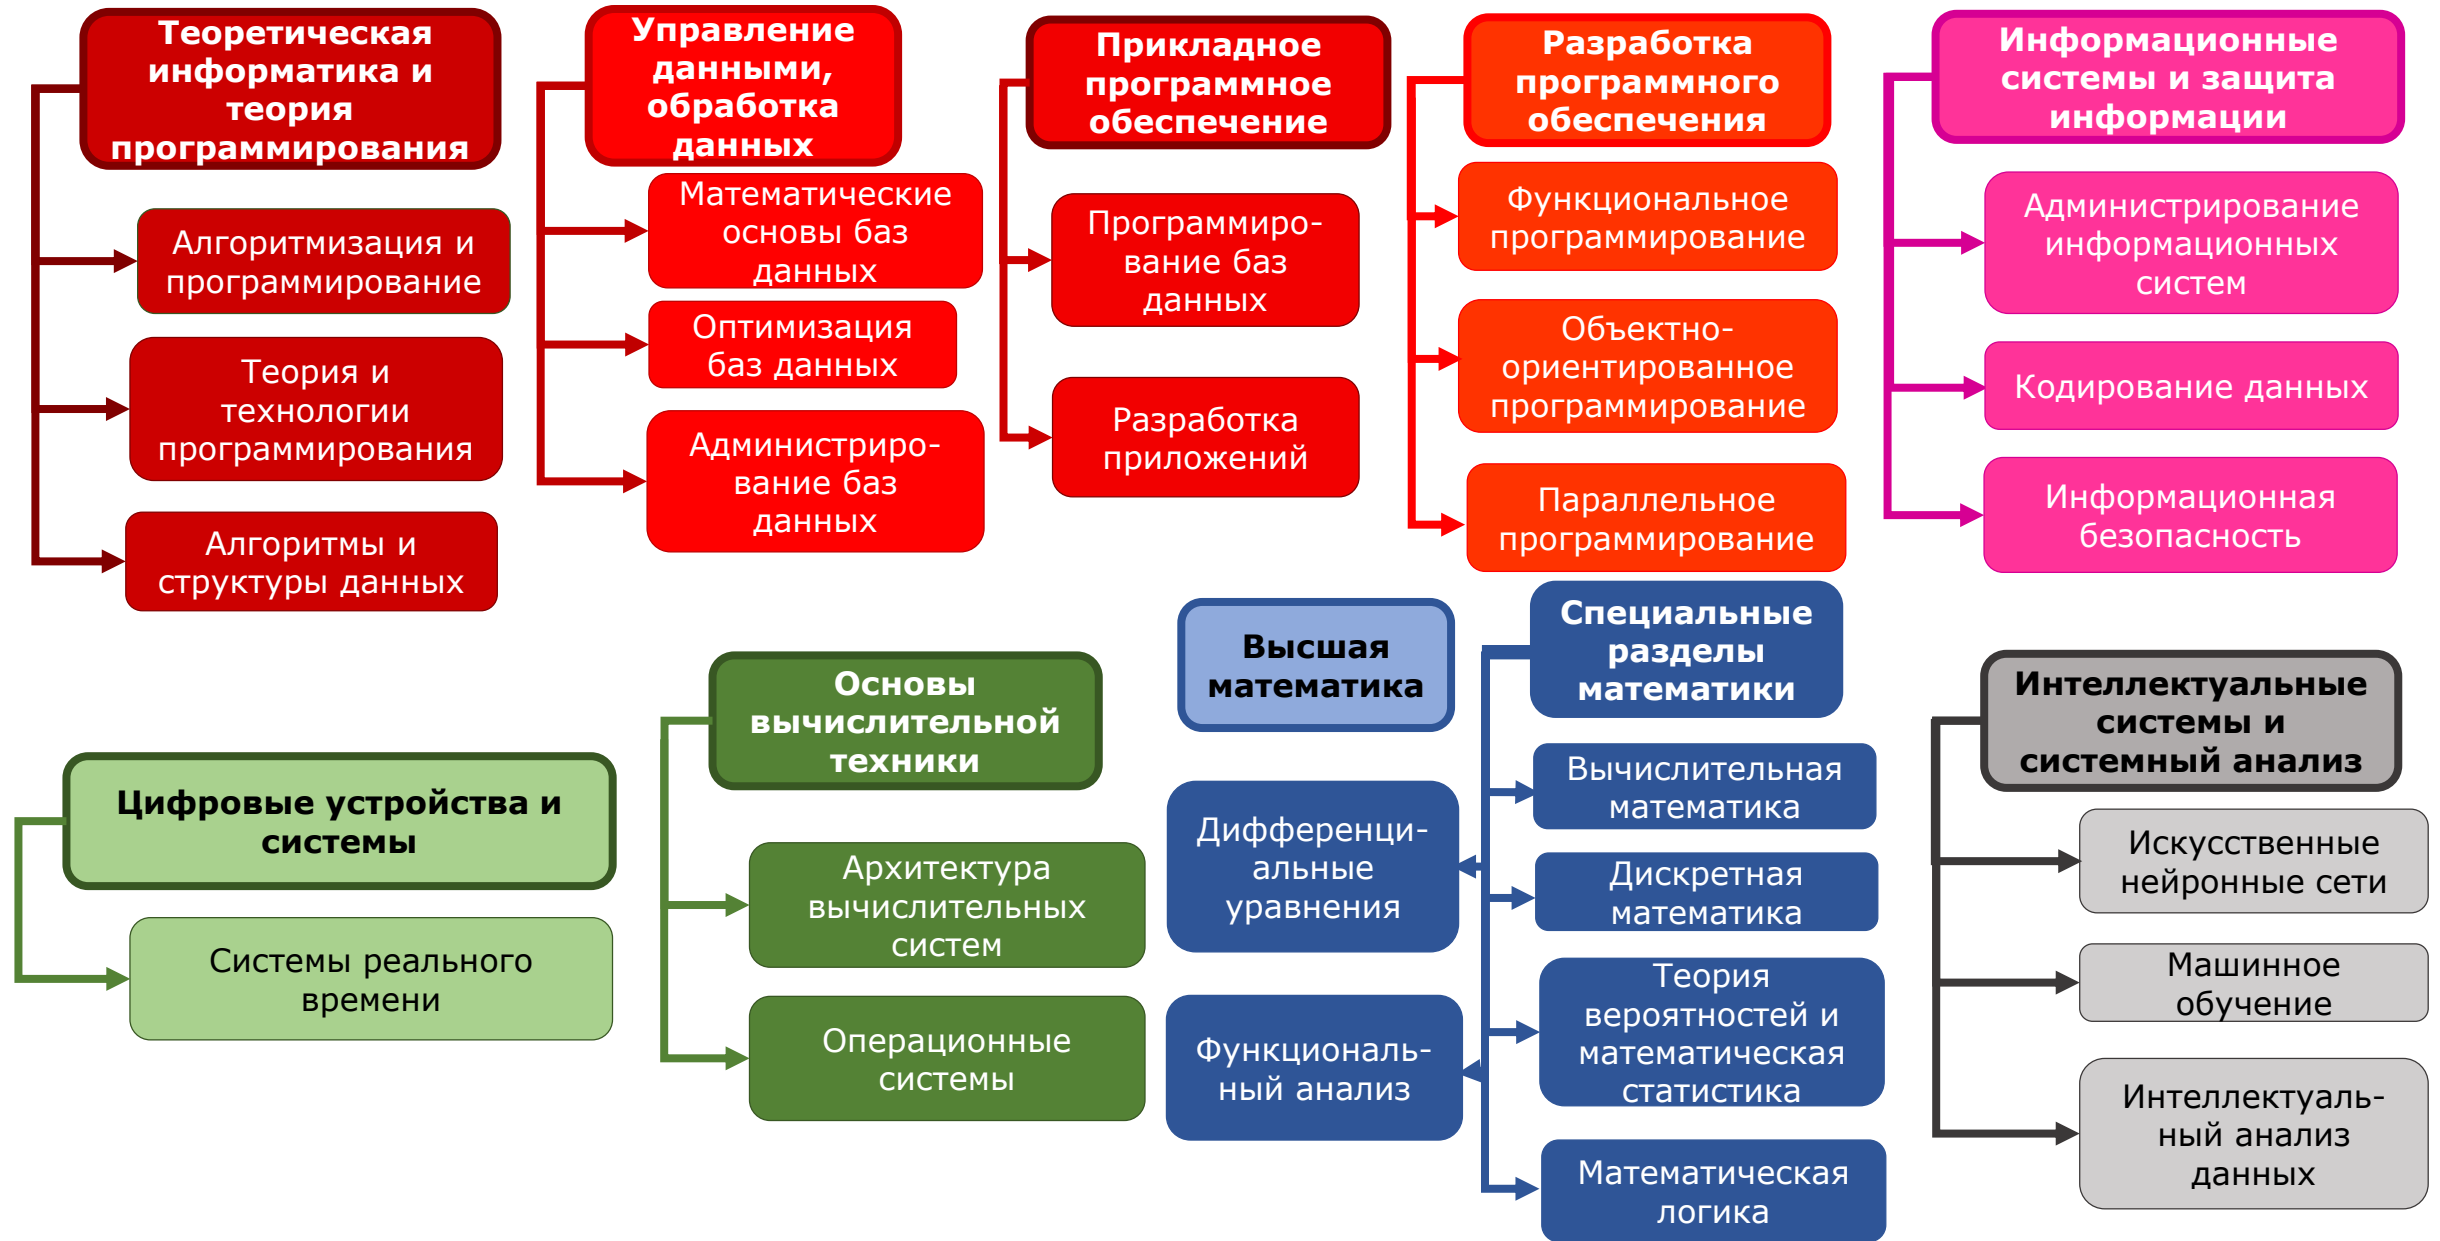 Теоретическая
информатика и
теория
программирования
Алгоритмизация и
программирование
Теория и
технологии
программирования
Алгоритмы и
структуры данных
Управление
данными,
обработка
данных
Математические
основы баз
данных
Оптимизация
баз данных
Администриро-
вание баз
данных
Прикладное
программное
обеспечение
Программиро-
вание баз
данных
Разработка
приложений
Разработка
программного
обеспечения
Функциональное
программирование
Объектно-
ориентированное
программирование
Параллельное
программирование
Информационные
системы и защита
информации
Администрирование
информационных
систем
Кодирование данных
Информационная
безопасность
Цифровые устройства и
системы
Системы реального
времени
Основы
вычислительной
техники
Архитектура
вычислительных
систем
Операционные
системы
Высшая
математика
Дифференци-
альные
уравнения
Функциональ-
ный анализ
Специальные
разделы
математики
Вычислительная
математика
Дискретная
математика
Теория
вероятностей и
математическая
статистика
Математическая
логика
Интеллектуальные
системы и
системный анализ
Искусственные
нейронные сети
Машинное
обучение
Интеллектуаль-
ный анализ
данных